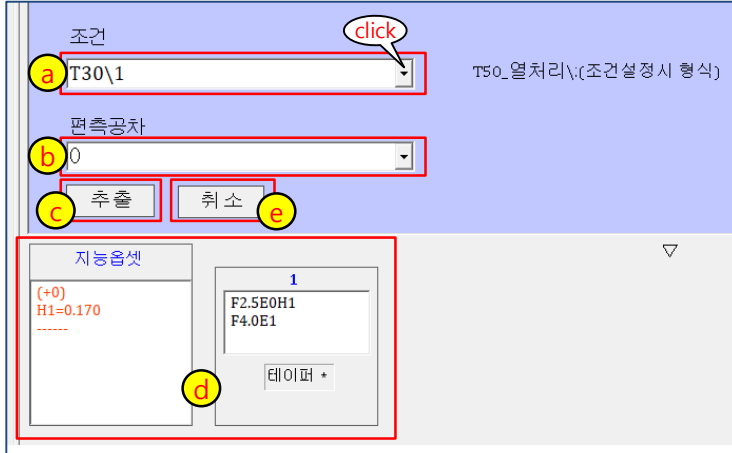 조건
click
a
T30\1
T50_열처리\;(조건설정시 형식)
편측공차
b
0
c
추출
취소
e
지능옵셋
(+0)
H1=0.170
------
1
F2.5E0H1
F4.0E1
테이퍼 *
d